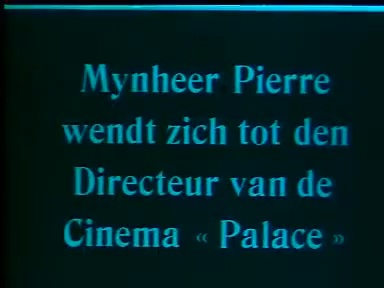 Mynheer Pierre
wendt zich tot den
Directeur van de
Cinema « Palace »